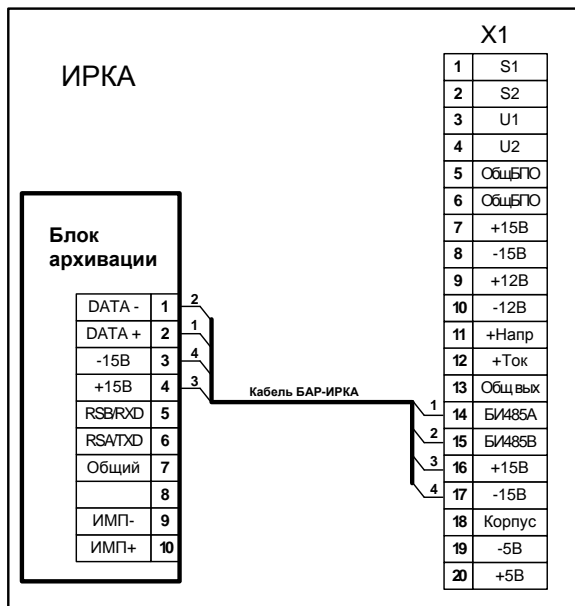 ИРКА
X1
1 S1
2 S2
3 U1
4 U2
5 ОбщБПО
6 ОбщБПО
7 +15В
8 -15В
9 +12В
10 -12В
11 +Напр
12 +Ток
13 Общ вых
14 БИ485А
15 БИ485В
16 +15В
17 -15В
18 Корпус
19 -5В
20 +5В
Блок
архивации
DATA - 1
DATA + 2
-15В 3
+15В 4
RSB/RXD 5
RSA/TXD 6
Общий 7
8
ИМП- 9
ИМП+ 10
2
1
4
3
Кабель БАР-ИРКА
1
2
3
4